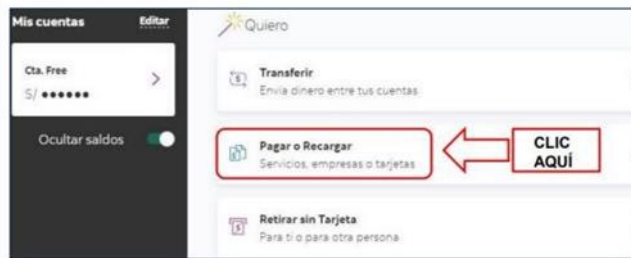 Mis cuentas Editar
Cta. Free
S/ ••••••
Ocultar saldos
Quiero
Transferir
Envía dinero entre tus cuentas
Pagar o Recargar
Servicios, empresas o tarjetas
CLIC
AQUÍ
Retirar sin Tarjeta
Para ti o para otra persona